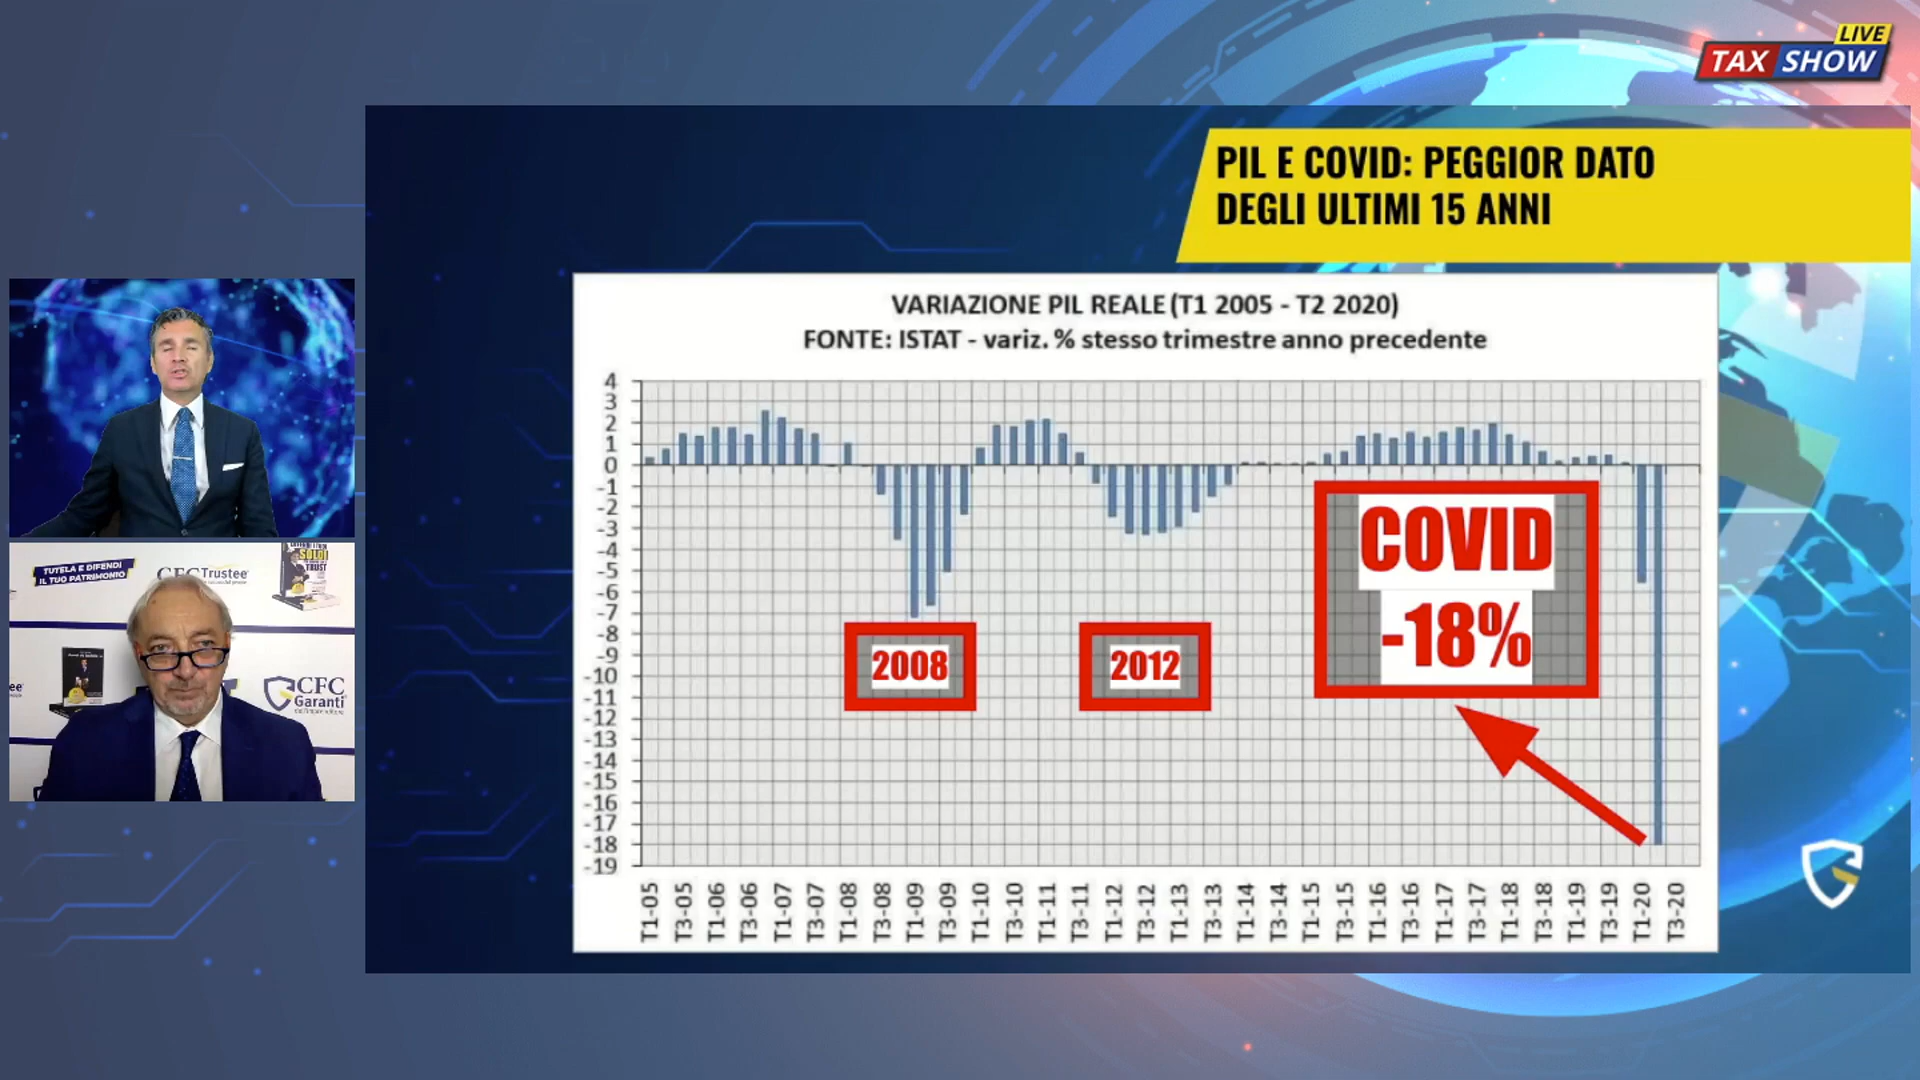 LIVE
TAX SHOW
PIL E COVID: PEGGIOR DATO
DEGLI ULTIMI 15 ANNI
VARIAZIONE PIL REALE (T1 2005 - T2 2020)
FONTE: ISTAT - variz. % stesso trimestre anno precedente
4
3
2
1
0
-1
-2
-3
-4
-5
-6
-7
-8
-9
-10
-11
-12
-13
-14
-15
-16
-17
-18
-19
COVID
-18%
2008
2012
T1-05
T3-05
T1-06
T3-06
T1-07
T3-07
T1-08
T3-08
T1-09
T3-09
T1-10
T3-10
T1-11
T3-11
T1-12
T3-12
T1-13
T3-13
T1-14
T3-14
T1-15
T3-15
T1-16
T3-16
T1-17
T3-17
T1-18
T3-18
T1-19
T3-19
T1-20
T3-20
TUTELA E DIFENDI
IL TUO PATRIMONIO
CFC Trustee
SOLDI
TRUST
CFC
Garanti